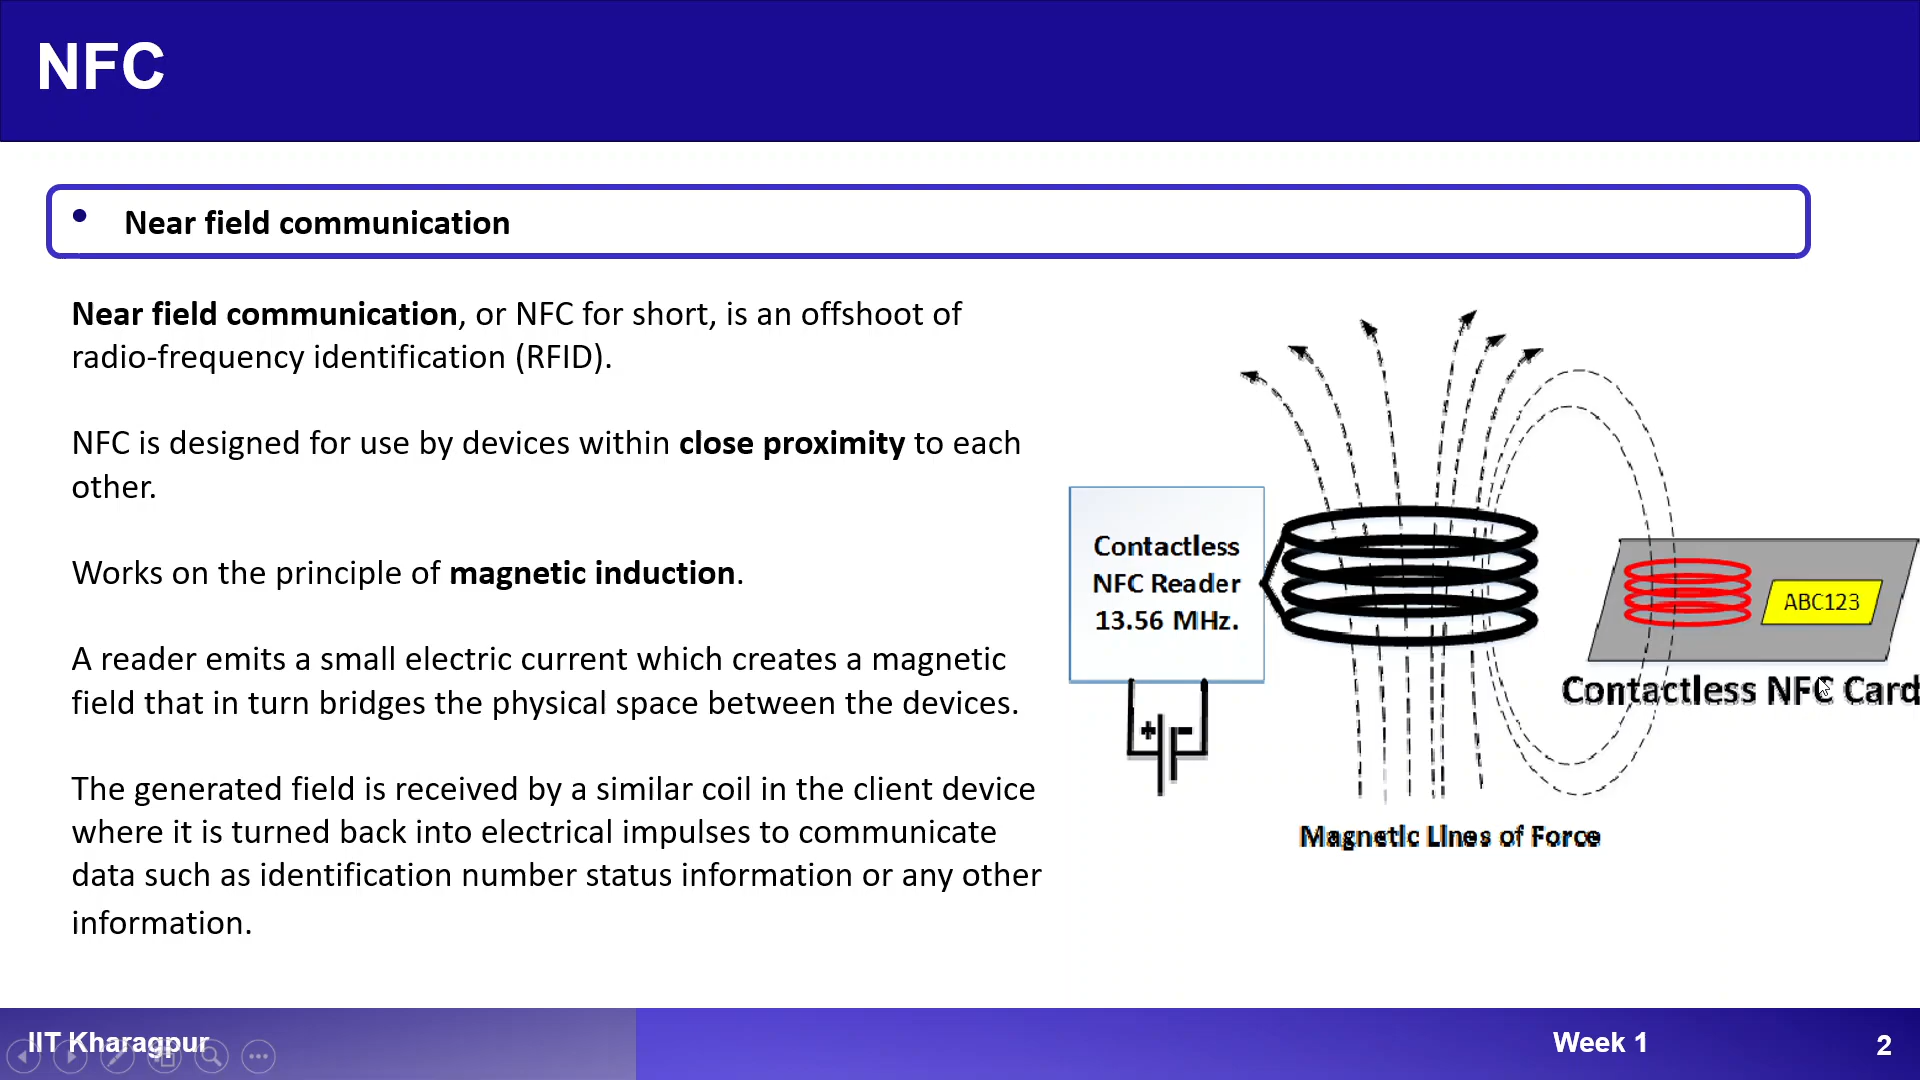 NFC
• Near field communication
Near field communication, or NFC for short, is an offshoot of
radio-frequency identification (RFID).
NFC is designed for use by devices within close proximity to each
other.
Works on the principle of magnetic induction.
A reader emits a small electric current which creates a magnetic
field that in turn bridges the physical space between the devices.
The generated field is received by a similar coil in the client device
where it is turned back into electrical impulses to communicate
data such as identification number status information or any other
information.
Contactless
NFC Reader
13.56 MHz.
+ -
ABC123
Contactless NFC Card
Magnetic Lines of Force
IIT Kharagpur
Week 1
2